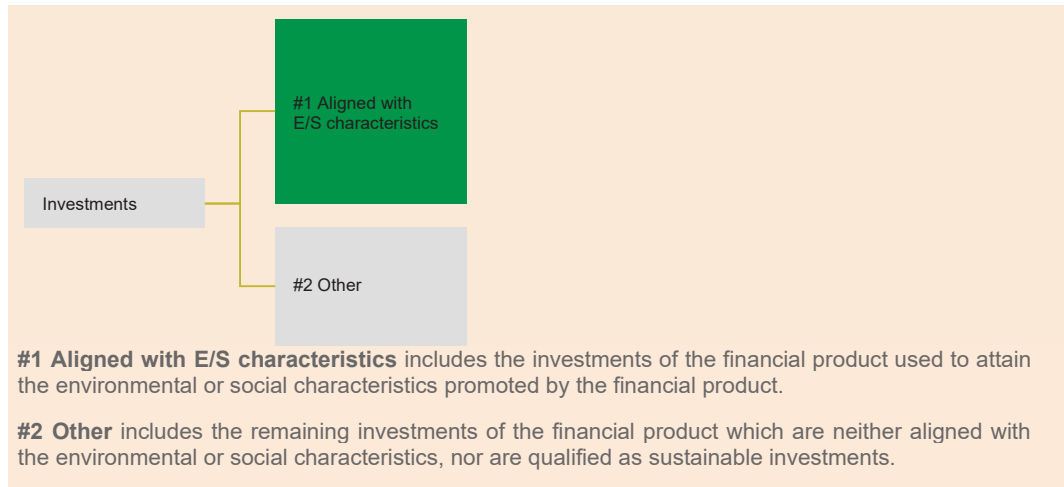 #1 Aligned with
E/S characteristics
Investments
#2 Other
#1 Aligned with E/S characteristics includes the investments of the financial product used to attain
the environmental or social characteristics promoted by the financial product.
#2 Other includes the remaining investments of the financial product which are neither aligned with
the environmental or social characteristics, nor are qualified as sustainable investments.